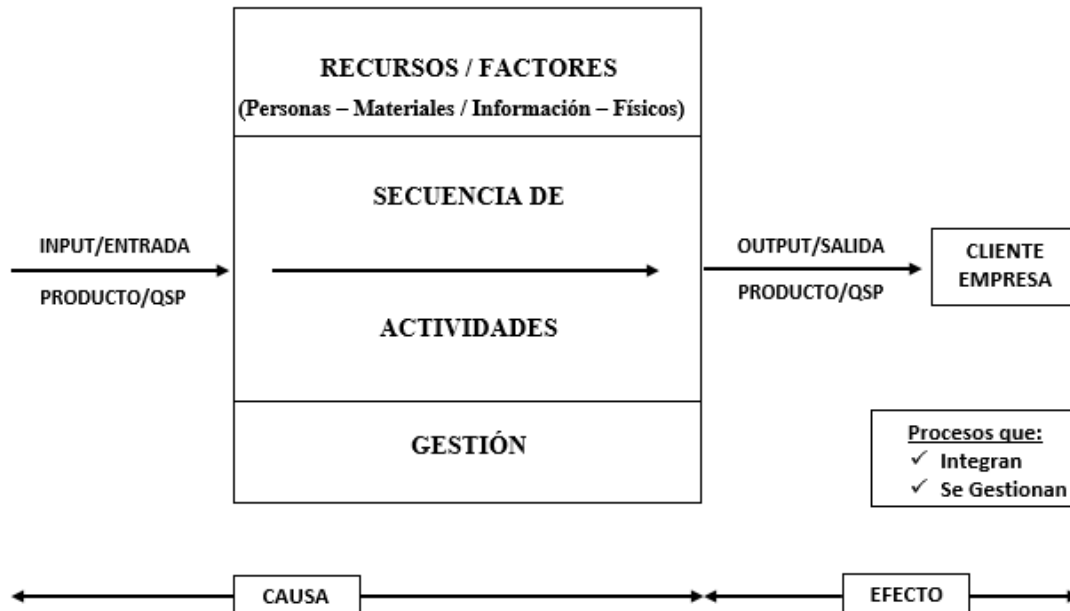 RECURSOS / FACTORES
(Personas – Materiales / Información – Físicos)
SECUENCIA DE
ACTIVIDADES
GESTIÓN
INPUT/ENTRADA
PRODUCTO/QSP
OUTPUT/SALIDA
PRODUCTO/QSP
CLIENTE
EMPRESA
Procesos que:
✓ Integran
✓ Se Gestionan
CAUSA
EFECTO